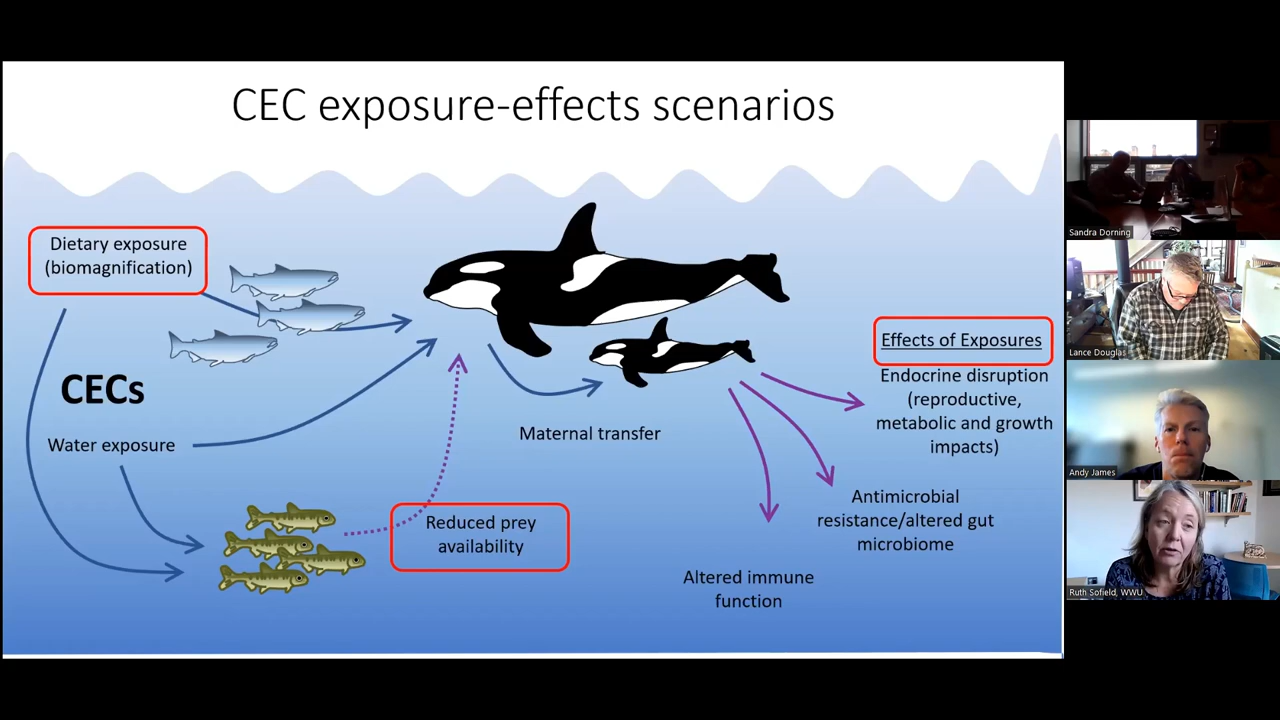 CEC exposure-effects scenarios
Dietary exposure
(biomagnification)
CECs
Water exposure
Maternal transfer
Reduced prey
availability
Effects of Exposures
Endocrine disruption
(reproductive,
metabolic and growth
impacts)
Antimicrobial
resistance/altered gut
microbiome
Altered immune
function
Sandra Dorning
Lance Douglas
Andy James
Ruth Sofield, WWU